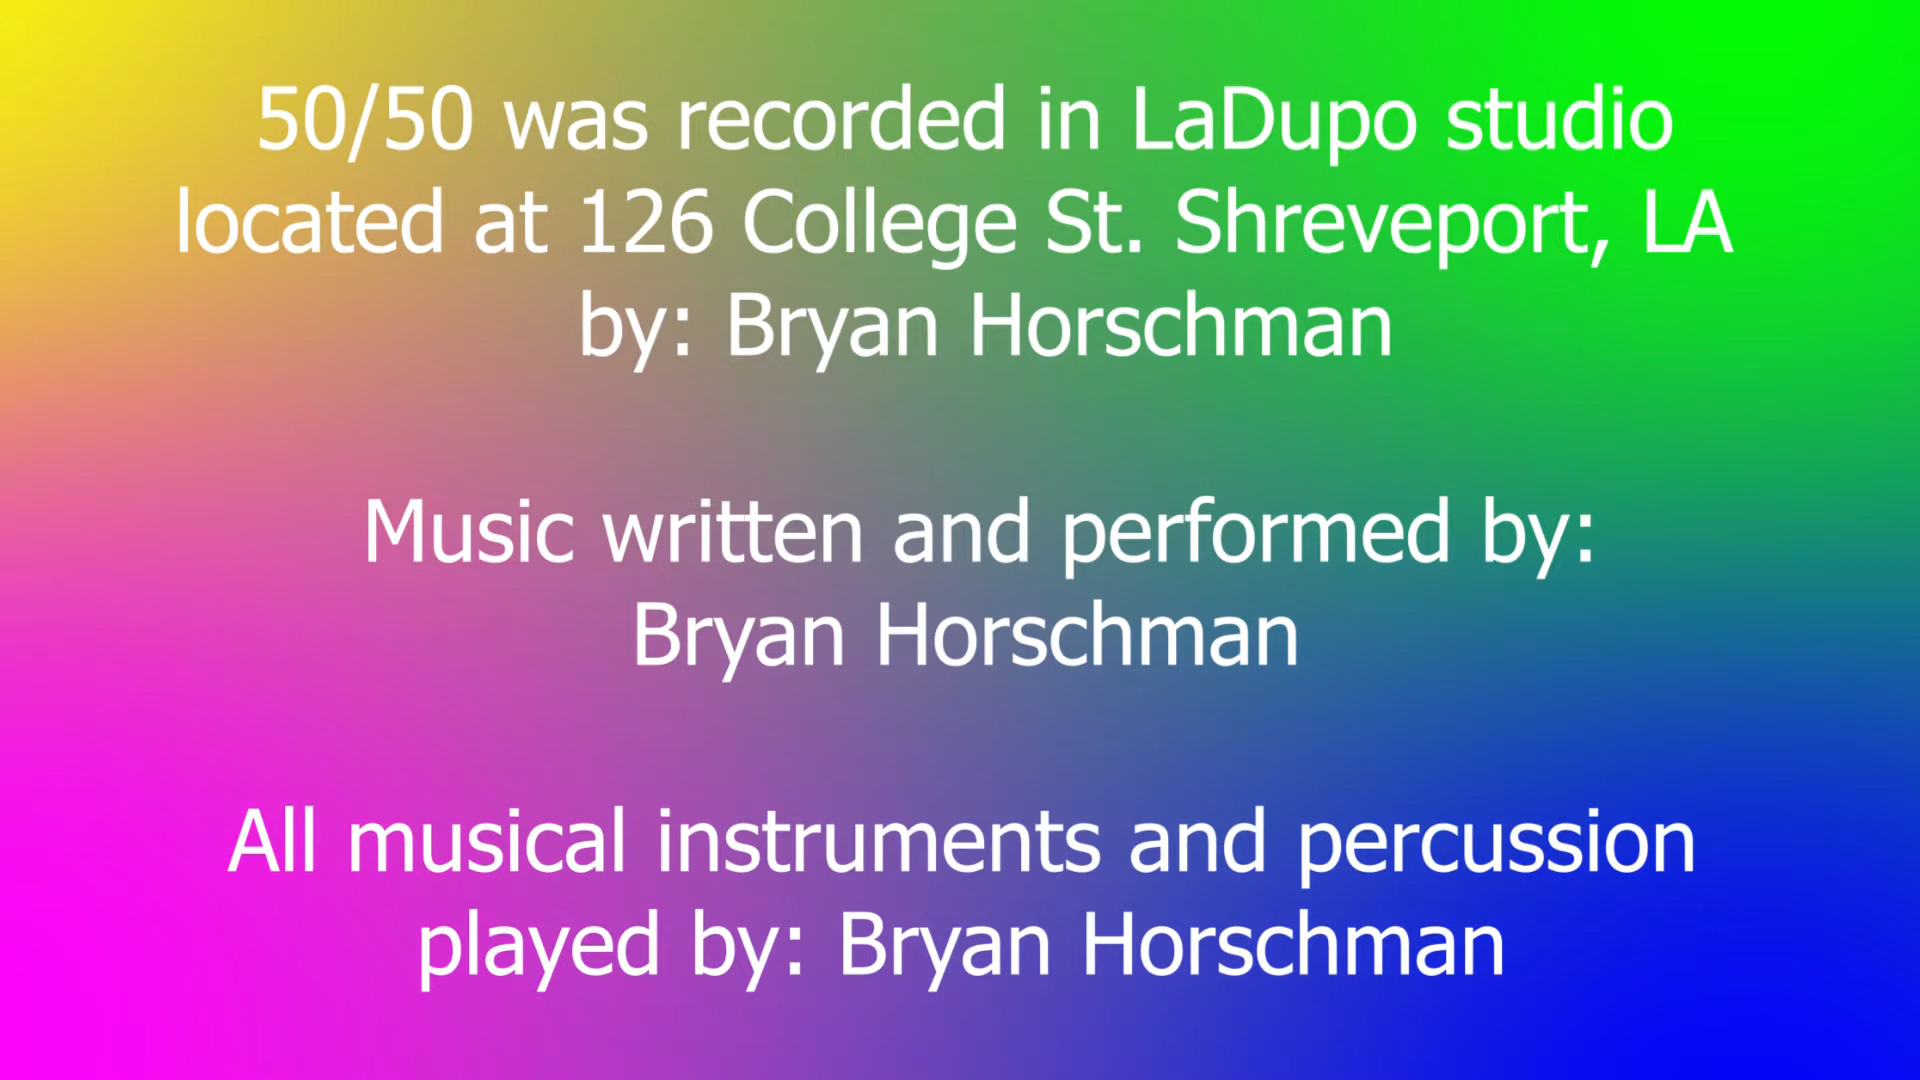 50/50 was recorded in LaDupo studio
located at 126 College St. Shreveport, LA
by: Bryan Horschman
Music written and performed by:
Bryan Horschman
All musical instruments and percussion
played by: Bryan Horschman